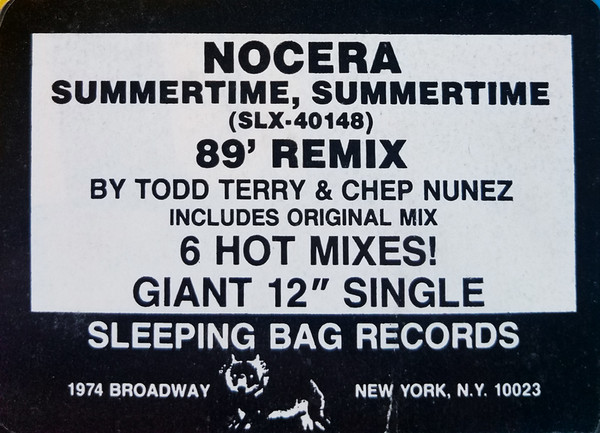 NOCERA
SUMMERTIME, SUMMERTIME
(SLX-40148)
89' REMIX
BY TODD TERRY & CHEP NUNEZ
INCLUDES ORIGINAL MIX
6 HOT MIXES!
GIANT 12″ SINGLE
SLEEPING BAG RECORDS
1974 BROADWAY NEW YORK, N.Y. 10023